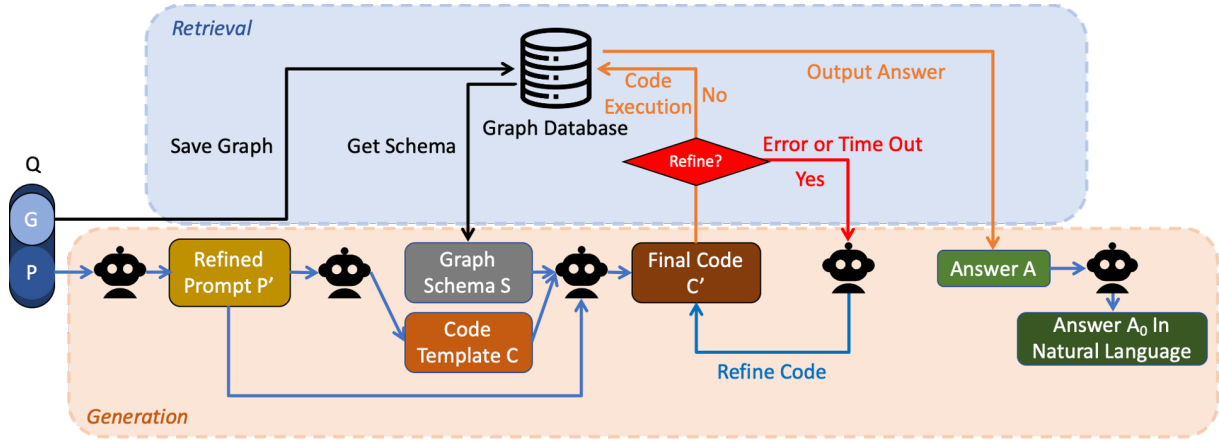 Retrieval
Graph Database
Code
Execution
No
Output Answer
Save Graph
Get Schema
Refine?
Error or Time Out
Yes
Q
G
P
Refined
Prompt P’
Graph
Schema S
Code
Template C
Final Code
C’
Refine Code
Answer A
Answer A₀ In
Natural Language
Generation